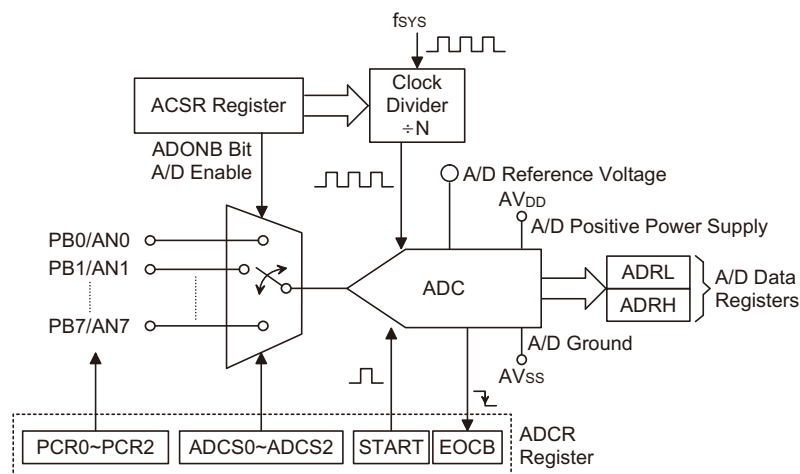 fSYS
ACSR Register
Clock
Divider
÷N
ADONB Bit
A/D Enable
A/D Reference Voltage
AVDD
A/D Positive Power Supply
PB0/AN0
PB1/AN1
PB7/AN7
ADC
ADRL
ADRH
A/D Data
Registers
A/D Ground
AVSS
PCR0~PCR2
ADCS0~ADCS2
START
EOCB
ADCR
Register